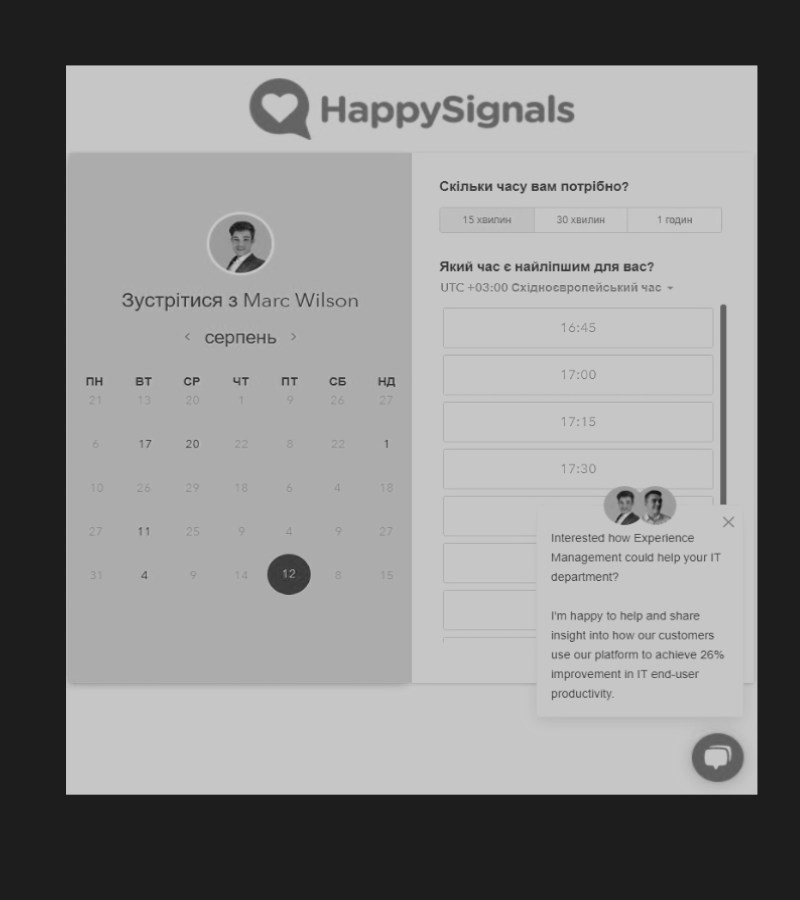 HappySignals
Зустрітися з Marc Wilson
серпень
ПН ВТ СР ЧТ ПТ СБ НД
21 13 20 1 9 26 27
6 17 20 22 8 22 1
10 26 29 18 6 4 18
27 11 25 9 4 9 27
31 4 9 14 12 8 15
Скільки часу вам потрібно?
15 хвилин 30 хвилин 1 годин
Який час є найліпшим для вас?
UTC +03:00 Східноєвропейський час
16:45
17:00
17:15
17:30
Interested how Experience
Management could help your IT
department?
I'm happy to help and share
insight into how our customers
use our platform to achieve 26%
improvement in IT end-user
productivity.